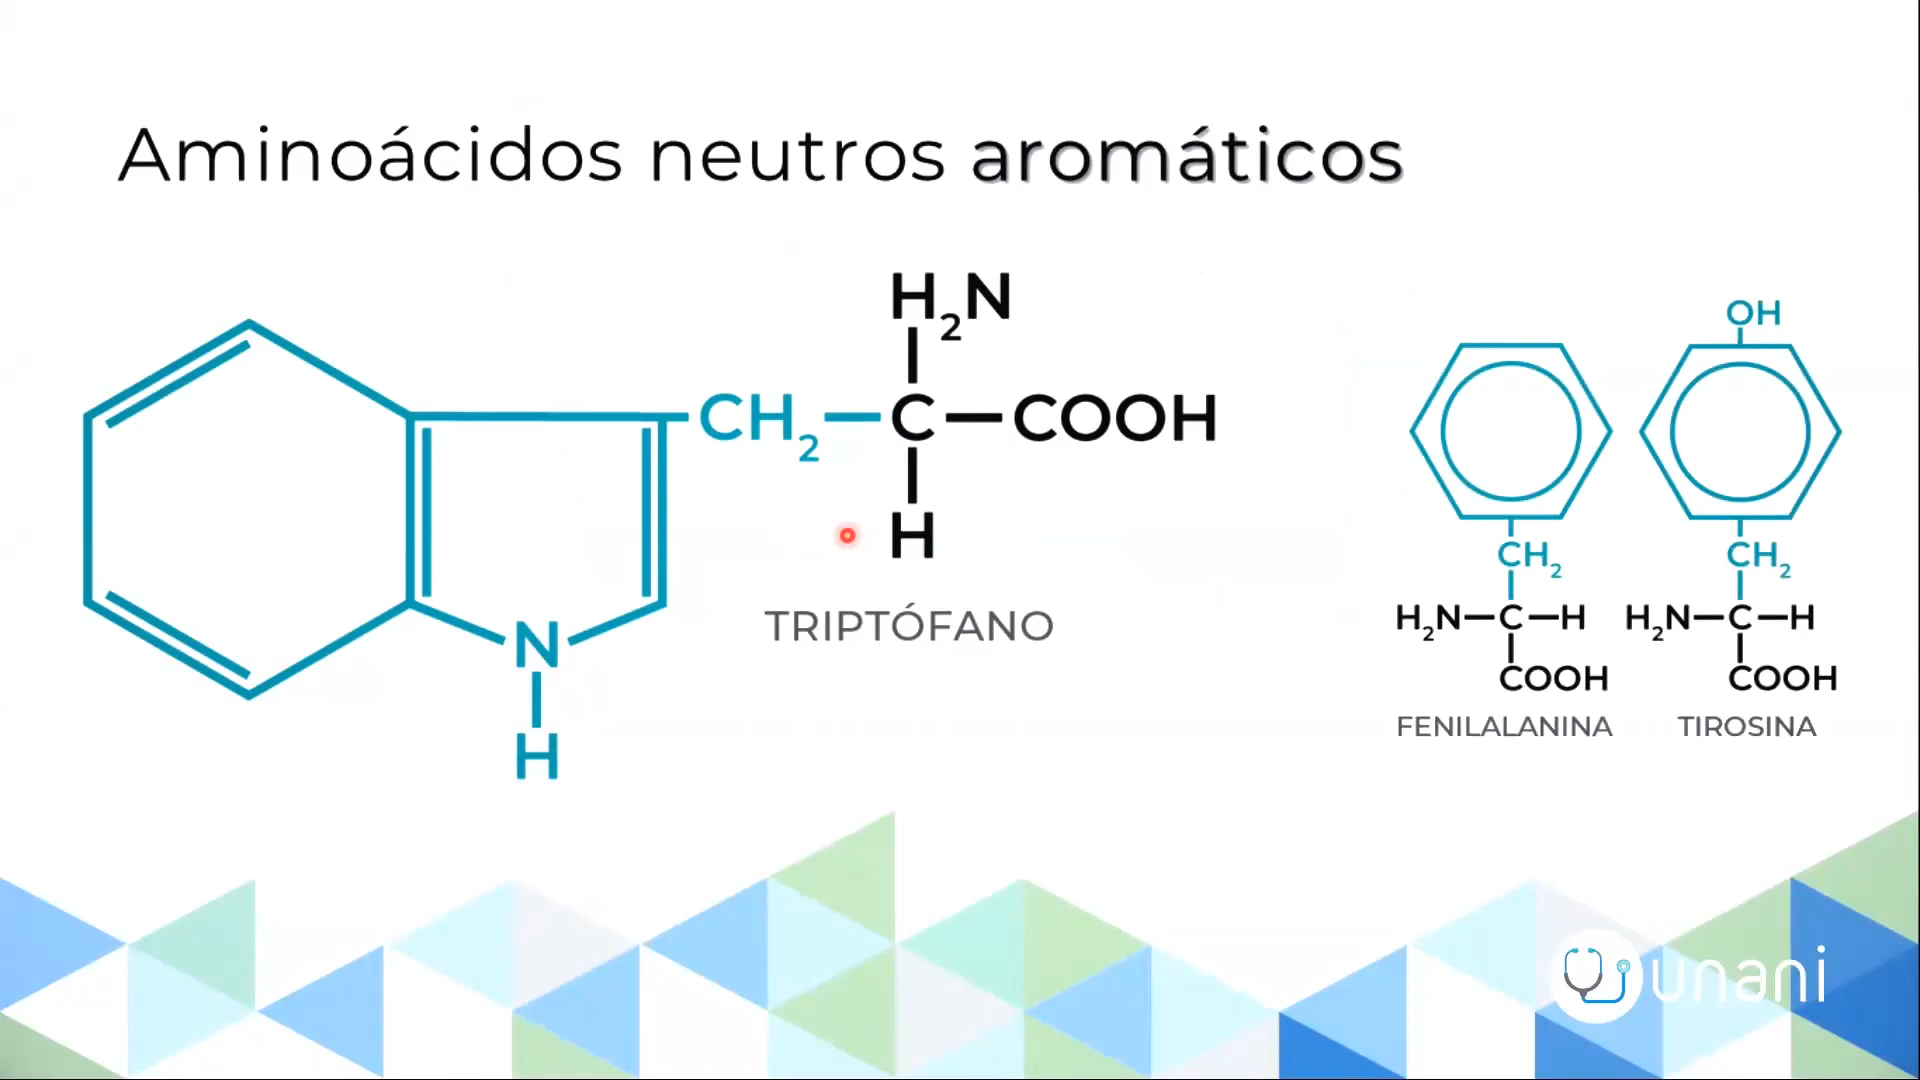 Aminoácidos neutros aromáticos
H₂N
CH₂ C COOH
H
N
H
TRIPTÓFANO
CH₂
H₂N C H
COOH
FENILALANINA
OH
CH₂
H₂N C H
COOH
TIROSINA
unani